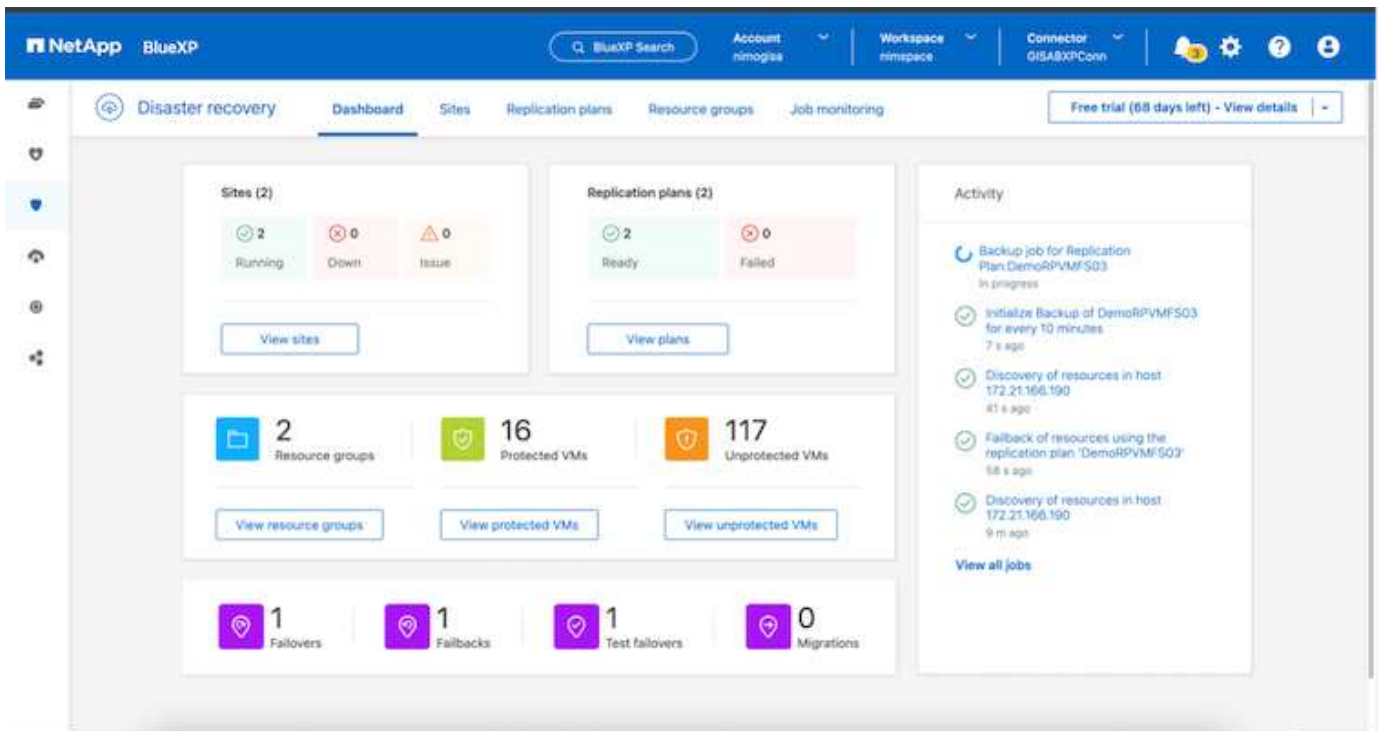 NetApp BlueXP
BlueXP Search
Account
nimogisa
Workspace
nimspace
Connector
GISABXPConn
3
Disaster recovery
Dashboard
Sites
Replication plans
Resource groups
Job monitoring
Free trial (68 days left) - View details
Sites (2)
2
Running
0
Down
0
Issue
View sites
Replication plans (2)
2
Ready
0
Failed
View plans
2
Resource groups
View resource groups
16
Protected VMs
View protected VMs
117
Unprotected VMs
View unprotected VMs
1
Failovers
1
Failbacks
1
Test failovers
0
Migrations
Activity
Backup job for Replication
Plan DemoRPVMFS03
In progress
Initialize Backup of DemoRPVMFS03
for every 10 minutes
7 s ago
Discovery of resources in host
172.21.166.190
41 s ago
Failback of resources using the
replication plan 'DemoRPVMFS03'
58 s ago
Discovery of resources in host
172.21.166.190
9 m ago
View all jobs